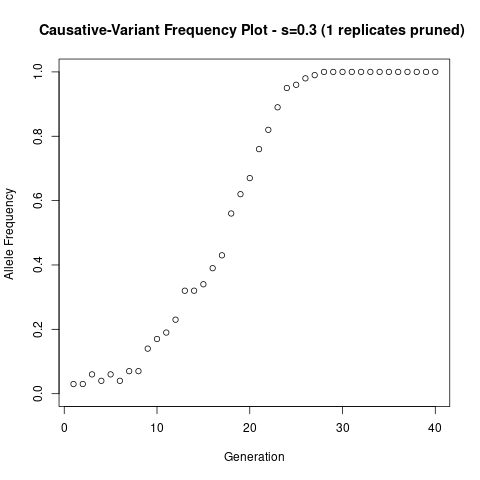 Causative-Variant Frequency Plot - s=0.3 (1 replicates pruned)
1.0
0.8
0.6
0.4
0.2
0.0
Allele Frequency
0 10 20 30 40
Generation